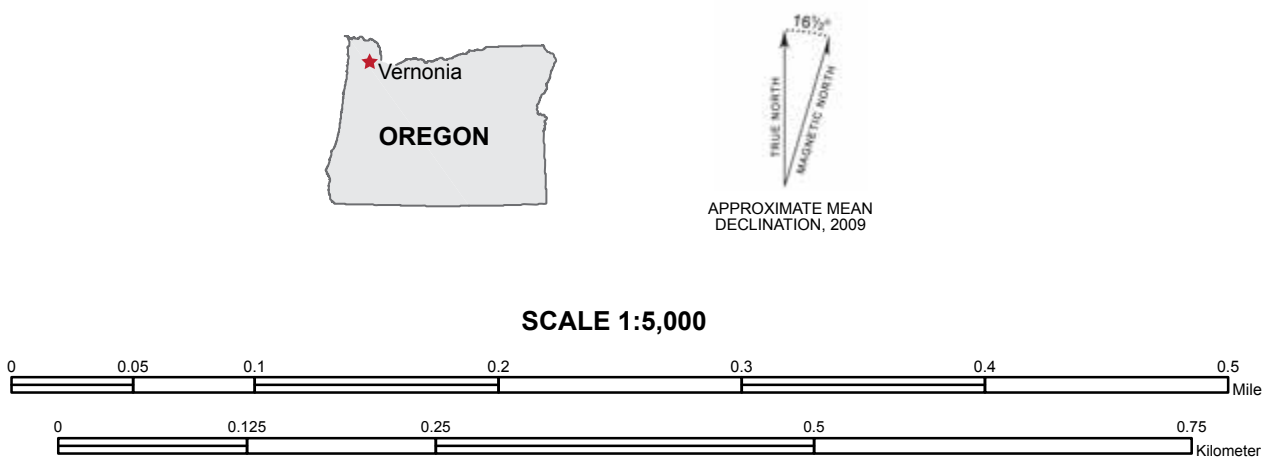 Vernonia
OREGON
16½°
TRUE NORTH
MAGNETIC NORTH
APPROXIMATE MEAN
DECLINATION, 2009
SCALE 1:5,000
0 0.05 0.1 0.2 0.3 0.4 0.5
Mile
0 0.125 0.25 0.5 0.75
Kilometer